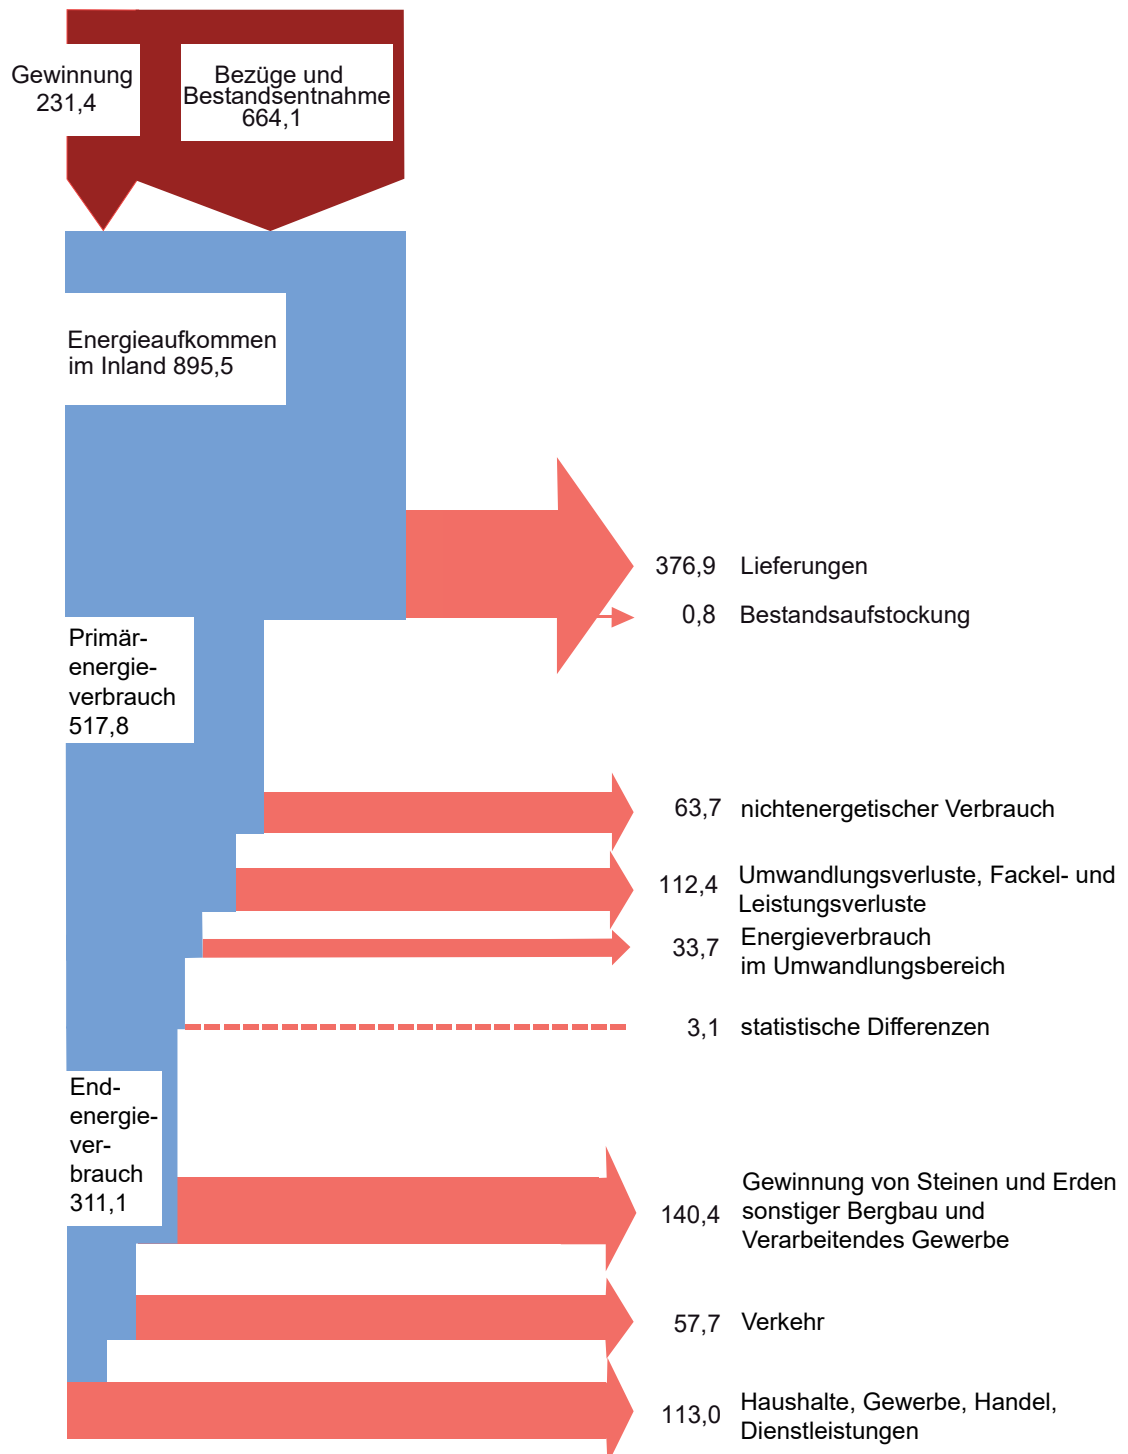 Gewinnung
231,4
Bezüge und
Bestandsentnahme
664,1
Energieaufkommen
im Inland 895,5
376,9 Lieferungen
0,8 Bestandsaufstockung
Primär-
energie-
verbrauch
517,8
63,7 nichtenergetischer Verbrauch
112,4 Umwandlungsverluste, Fackel- und
Leistungsverluste
33,7 Energieverbrauch
im Umwandlungsbereich
3,1 statistische Differenzen
End-
energie-
ver-
brauch
311,1
140,4 Gewinnung von Steinen und Erden
sonstiger Bergbau und
Verarbeitendes Gewerbe
57,7 Verkehr
113,0 Haushalte, Gewerbe, Handel,
Dienstleistungen